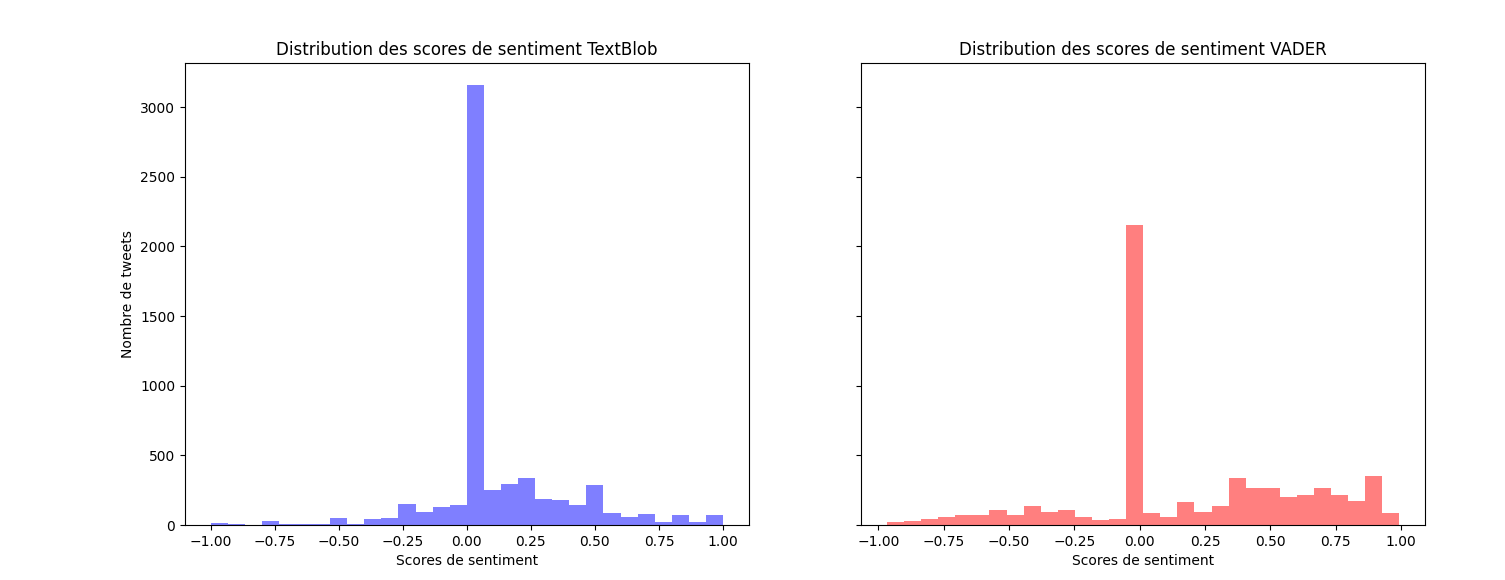 Distribution des scores de sentiment TextBlob
Nombre de tweets
3000
2500
2000
1500
1000
500
0
−1.00 −0.75 −0.50 −0.25 0.00 0.25 0.50 0.75 1.00
Scores de sentiment
Distribution des scores de sentiment VADER
−1.00 −0.75 −0.50 −0.25 0.00 0.25 0.50 0.75 1.00
Scores de sentiment